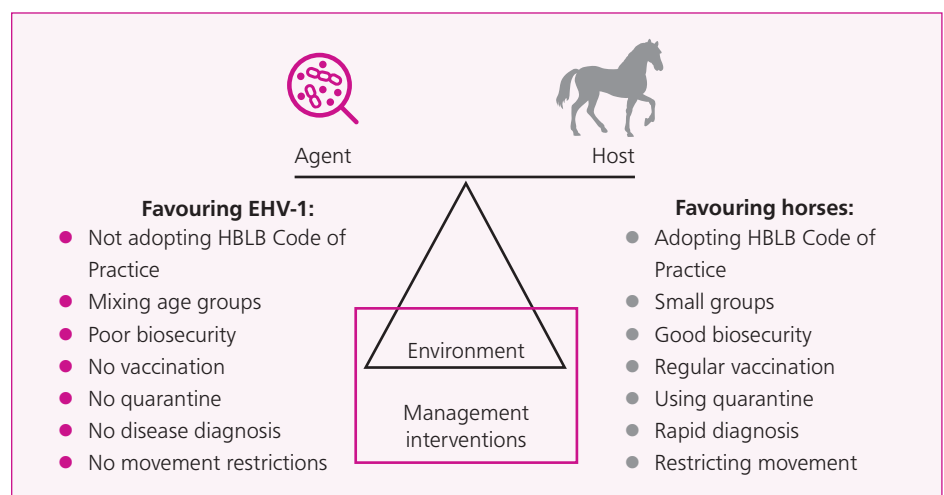 Agent
Host
Favouring EHV-1:
Not adopting HBLB Code of
Practice
Mixing age groups
Poor biosecurity
No vaccination
No quarantine
No disease diagnosis
No movement restrictions
Environment
Management
interventions
Favouring horses:
Adopting HBLB Code of
Practice
Small groups
Good biosecurity
Regular vaccination
Using quarantine
Rapid diagnosis
Restricting movement